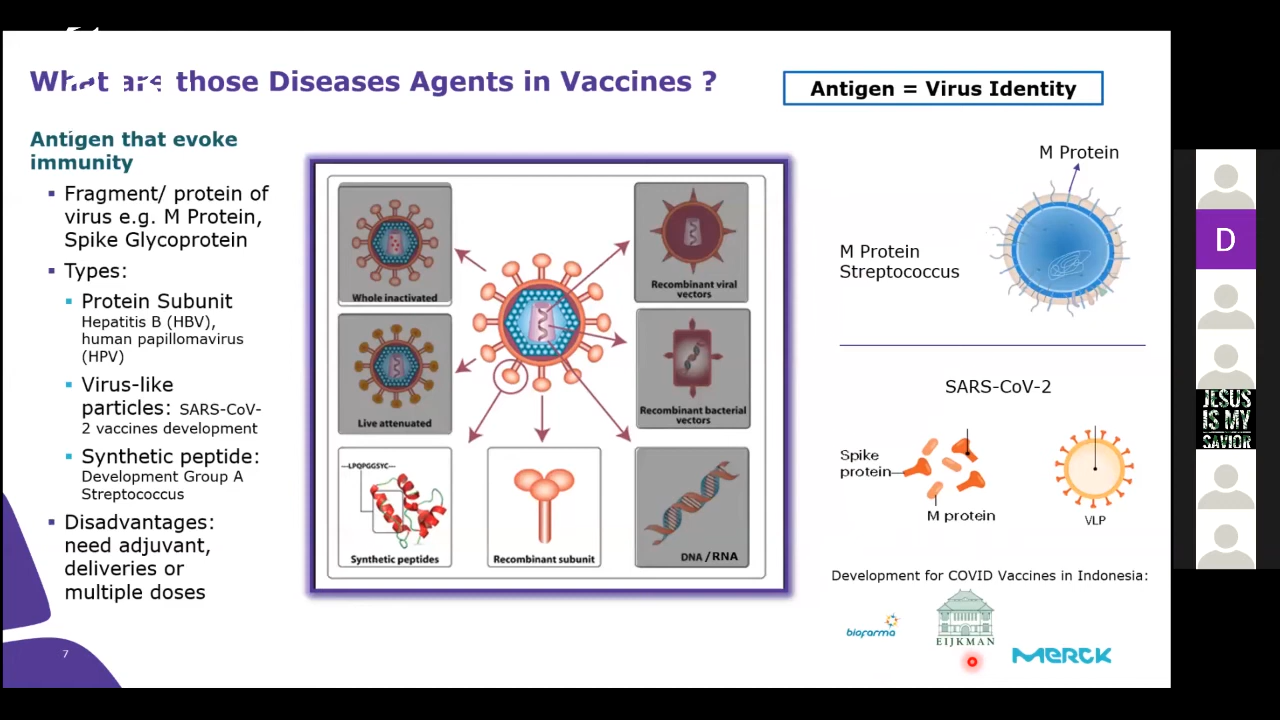 What are those Diseases Agents in Vaccines ?
Antigen = Virus Identity
Antigen that evoke
immunity
▪ Fragment/ protein of
virus e.g. M Protein,
Spike Glycoprotein
▪ Types:
▪ Protein Subunit
Hepatitis B (HBV),
human papillomavirus
(HPV)
▪ Virus-like
particles: SARS-CoV-
2 vaccines development
▪ Synthetic peptide:
Development Group A
Streptococcus
▪ Disadvantages:
need adjuvant,
deliveries or
multiple doses
7
Whole inactivated
Recombinant viral
vectors
Live attenuated
Recombinant bacterial
vectors
—LPQPGGSYC—
Synthetic peptides
Recombinant subunit
DNA /RNA
M Protein
M Protein
Streptococcus
SARS-CoV-2
Spike
protein
M protein
VLP
Development for COVID Vaccines in Indonesia:
biofarma
EIJKMAN
MERCK
D
JESUS
IS MY
SAVIOR